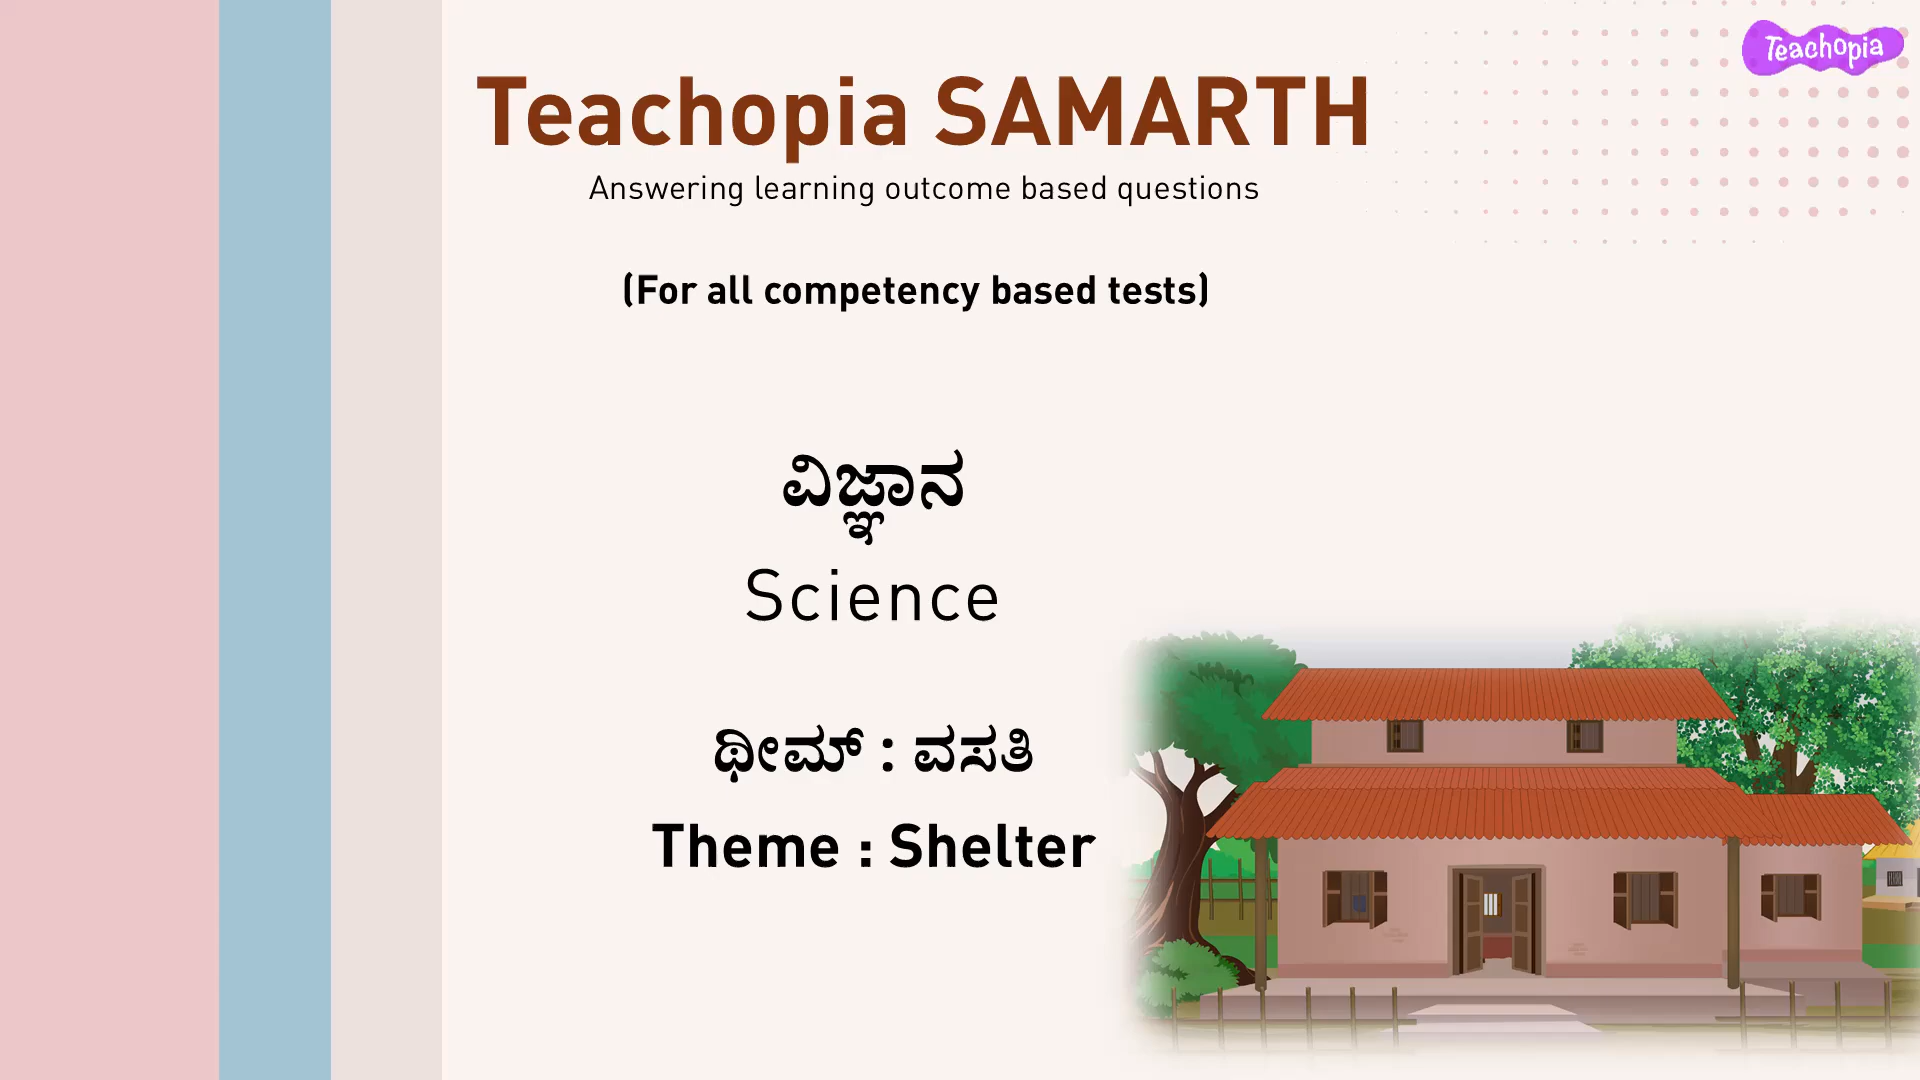 Teachopia
Teachopia SAMARTH
Answering learning outcome based questions
(For all competency based tests)
ವಿಜ್ಞಾನ
Science
ಥೀಮ್ : ವಸತಿ
Theme : Shelter